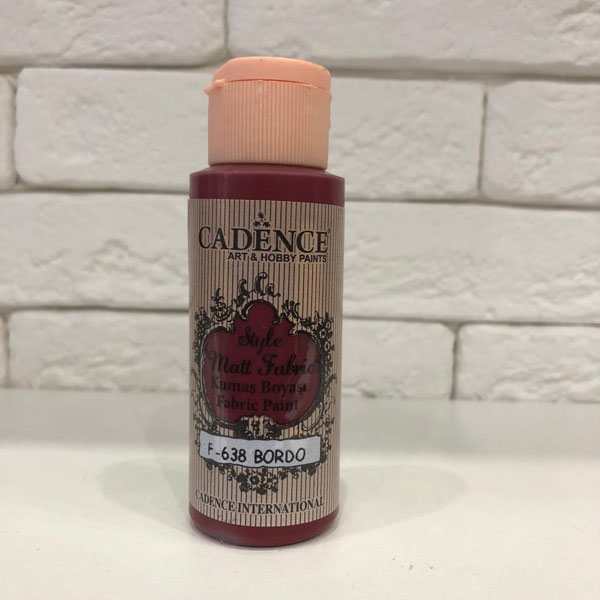 CADENCE®
ART & HOBBY PAINTS
Style
Matt Fabric
Kumaş Boyası
Fabric Paint
F-638 BORDO
CADENCE INTERNATIONAL